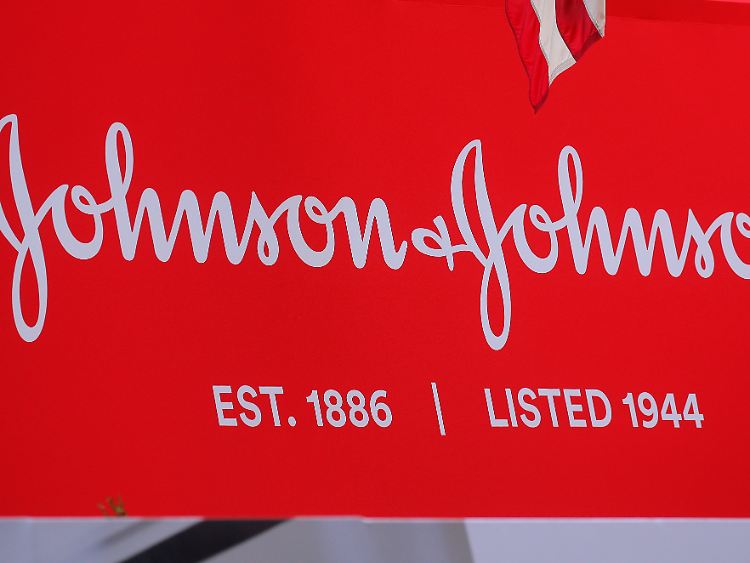 Johnson & Johnso
EST. 1886 | LISTED 1944